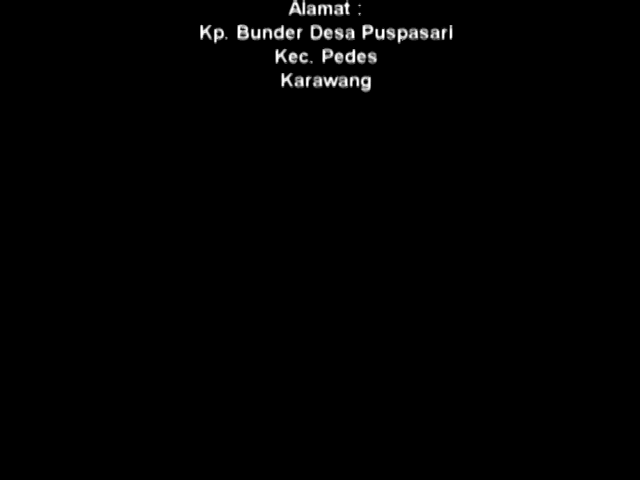 Alamat :
Kp. Bunder Desa Puspasari
Kec. Pedes
Karawang